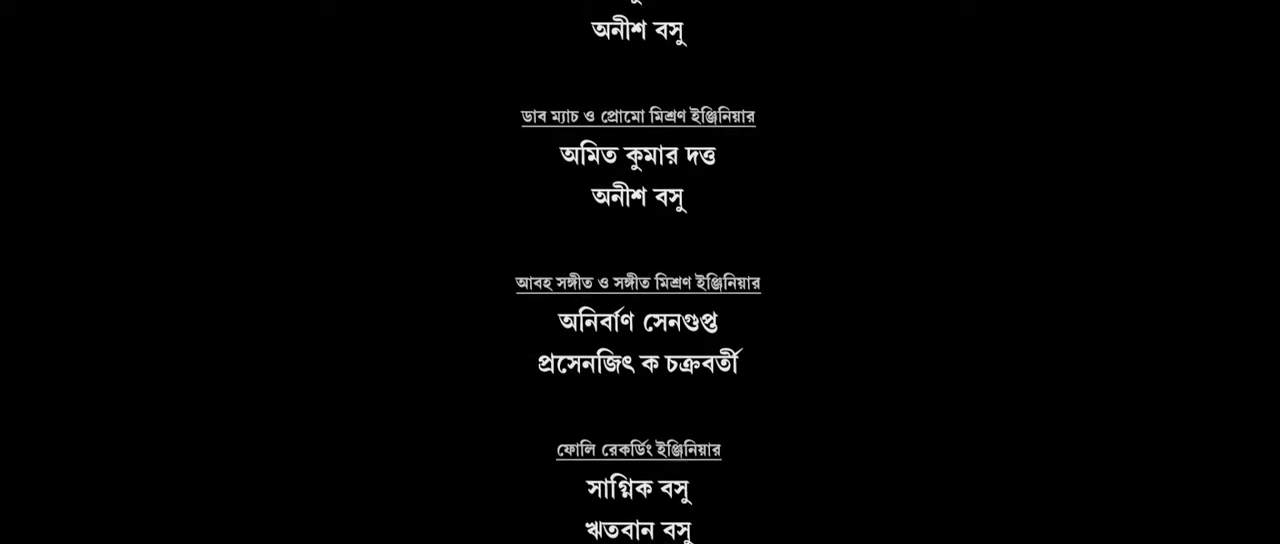 অনীশ বসু
ডাব ম্যাচ ও প্রোমো মিশ্রণ ইঞ্জিনিয়ার
অমিত কুমার দত্ত
অনীশ বসু
আবহ সঙ্গীত ও সঙ্গীত মিশ্রণ ইঞ্জিনিয়ার
অনির্বাণ সেনগুপ্ত
প্রসেনজিৎ ক চক্রবর্তী
ফোলি রেকর্ডিং ইঞ্জিনিয়ার
সাগ্নিক বসু
ঋতবান বসু